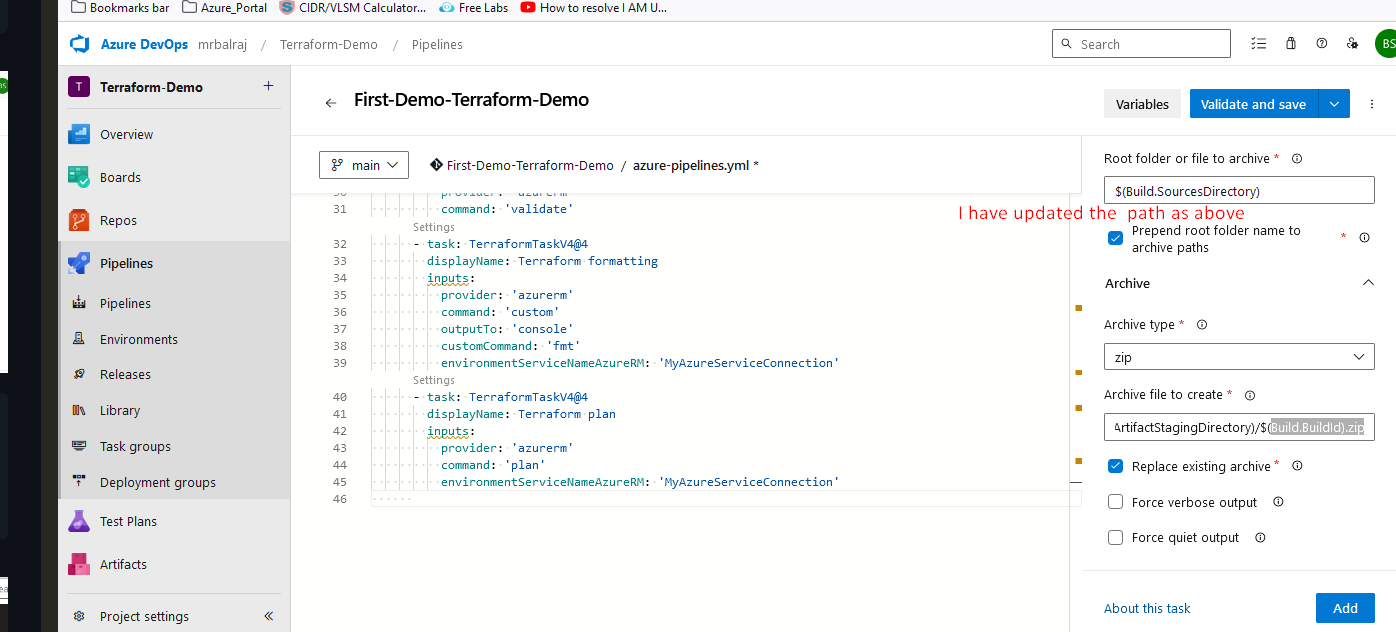 Bookmarks bar Azure_Portal CIDR/VLSM Calculator... Free Labs How to resolve I AM U...
Azure DevOps mrbalraj / Terraform-Demo / Pipelines Search BS
T Terraform-Demo +
Overview
Boards
Repos
Pipelines
Pipelines
Environments
Releases
Library
Task groups
Deployment groups
Test Plans
Artifacts
Project settings
First-Demo-Terraform-Demo
Variables Validate and save
main First-Demo-Terraform-Demo / azure-pipelines.yml *
30 provider: 'azurerm'
31 command: 'validate'
Settings
32 - task: TerraformTaskV4@4
33 displayName: Terraform formatting
34 inputs:
35 provider: 'azurerm'
36 command: 'custom'
37 outputTo: 'console'
38 customCommand: 'fmt'
39 environmentServiceNameAzureRM: 'MyAzureServiceConnection'
Settings
40 - task: TerraformTaskV4@4
41 displayName: Terraform plan
42 inputs:
43 provider: 'azurerm'
44 command: 'plan'
45 environmentServiceNameAzureRM: 'MyAzureServiceConnection'
46
Root folder or file to archive *
$(Build.SourcesDirectory)
I have updated the path as above
Prepend root folder name to
archive paths *
Archive
Archive type *
zip
Archive file to create *
ArtifactStagingDirectory)/$(Build.BuildId).zip
Replace existing archive *
Force verbose output
Force quiet output
About this task Add